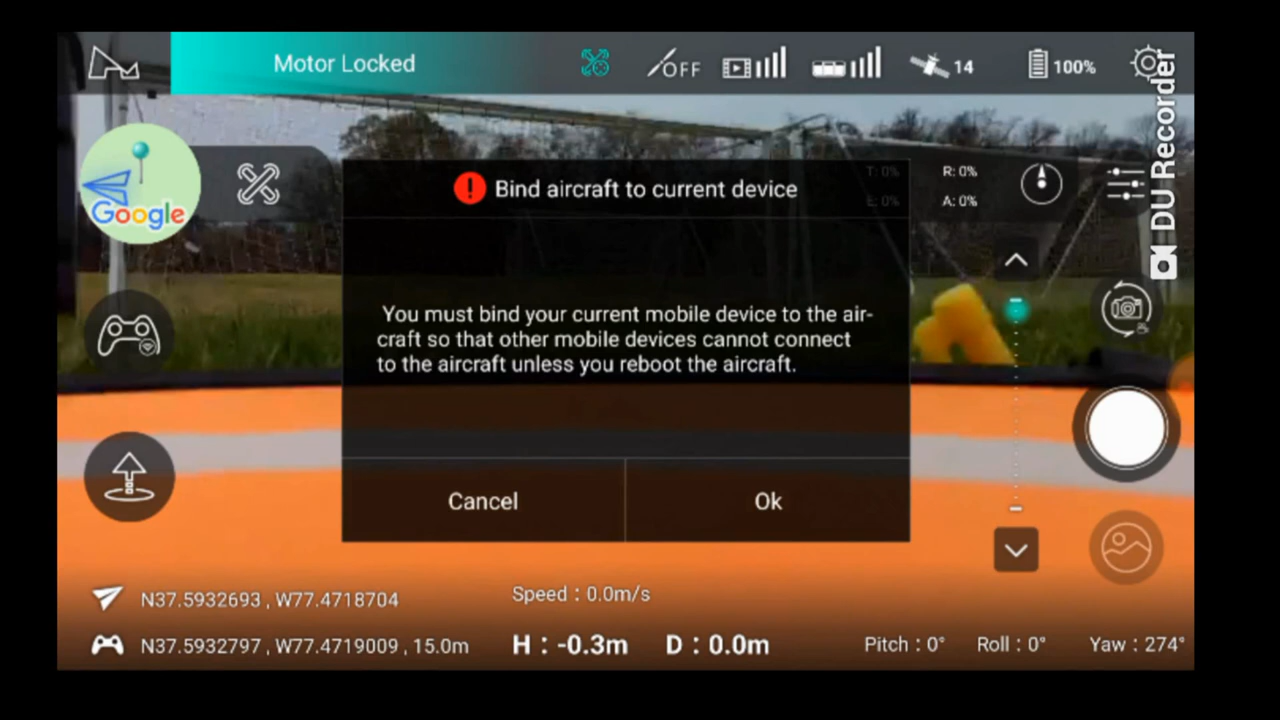 Motor Locked
OFF
14
100%
DU Recorder
Google
Bind aircraft to current device
T: 0%
R: 0%
E: 0%
A: 0%
You must bind your current mobile device to the air-
craft so that other mobile devices cannot connect
to the aircraft unless you reboot the aircraft.
Cancel
Ok
N37.5932693 , W77.4718704
Speed : 0.0m/s
N37.5932797 , W77.4719009 , 15.0m
H : -0.3m
D : 0.0m
Pitch : 0°
Roll : 0°
Yaw : 274°